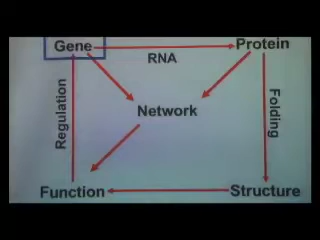 Gene
Protein
RNA
Regulation
Network
Folding
Function
Structure